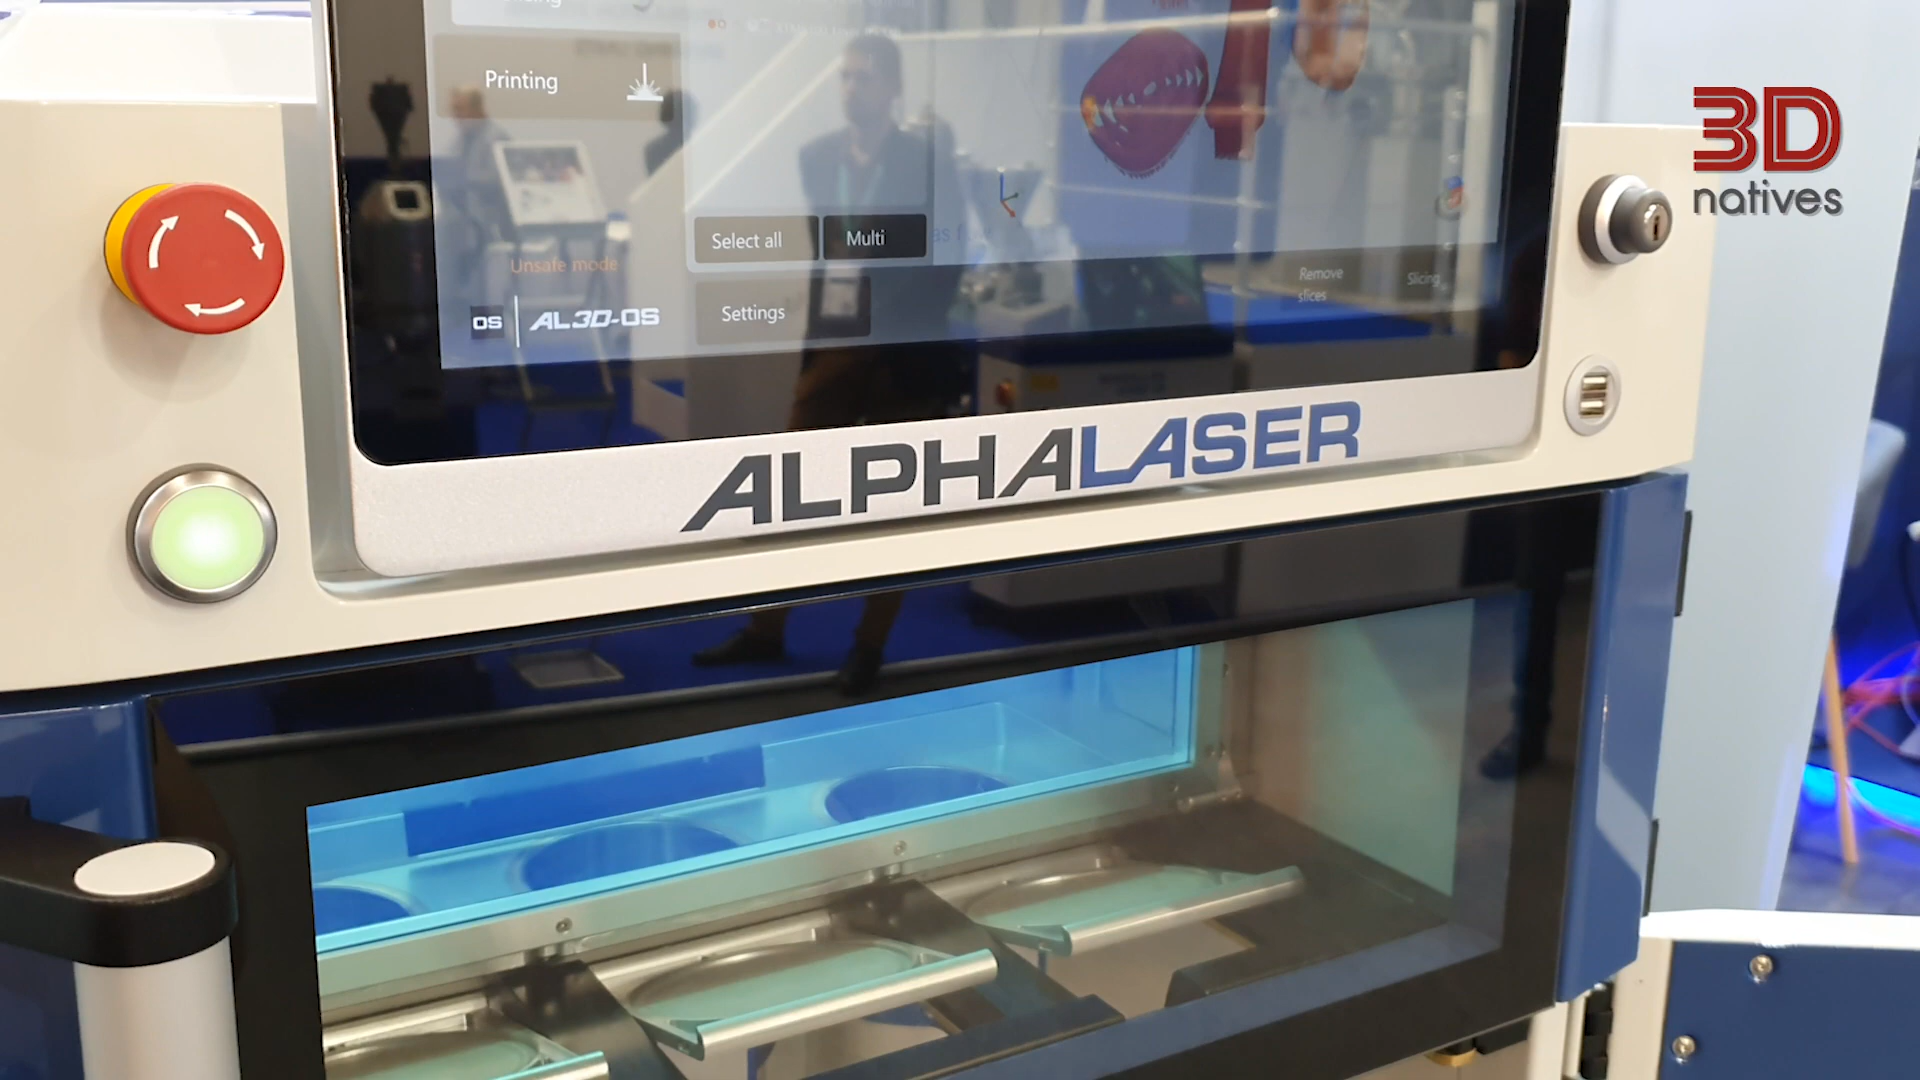 Printing
3D
natives
Select all
Multi
Unsafe mode
Remove
slices
Slicing
OS
AL3D-OS
Settings
ALPHALASER